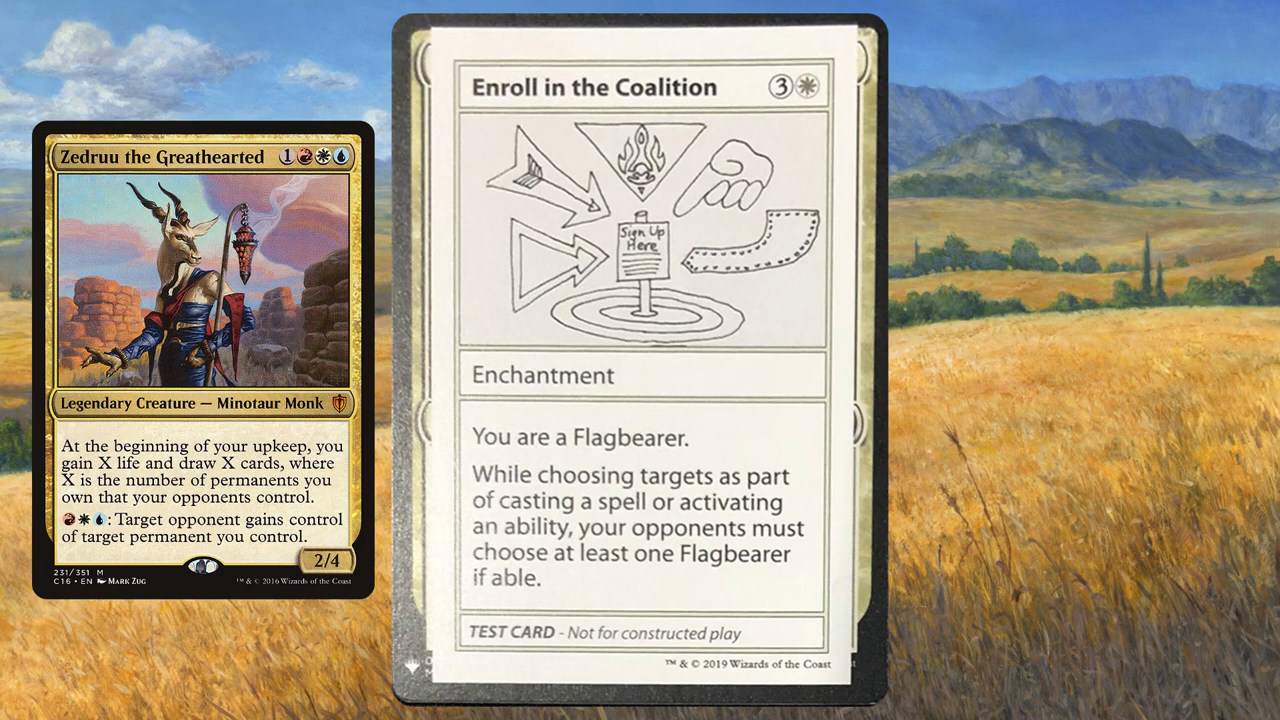 Zedruu the Greathearted 1
Legendary Creature — Minotaur Monk
At the beginning of your upkeep, you
gain X life and draw X cards, where
X is the number of permanents you
own that your opponents control.
: Target opponent gains control
of target permanent you control.
2/4
231/351 M
C16 • EN MARK ZUG
™ & © 2016 Wizards of the Coast
Enroll in the Coalition 3
Sign Up
Here
Enchantment
You are a Flagbearer.
While choosing targets as part
of casting a spell or activating
an ability, your opponents must
choose at least one Flagbearer
if able.
TEST CARD - Not for constructed play
™ & © 2019 Wizards of the Coast